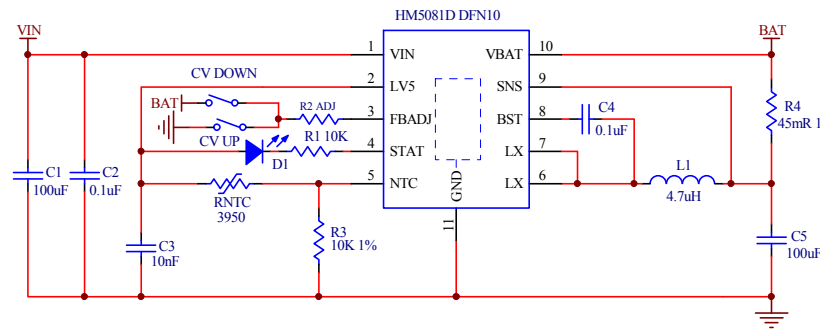 HM5081D DFN10
VIN
BAT
1
VIN
VBAT
10
CV DOWN
2
LV5
SNS
9
BAT
R2 ADJ
3
FBADJ
BST
8
C4
0.1uF
R4
45mR 1
CV UP
R1 10K
4
STAT
LX
7
D1
C1
100uF
C2
0.1uF
5
NTC
LX
6
L1
4.7uH
RNTC
3950
GND
11
R3
10K 1%
C3
10nF
C5
100uF